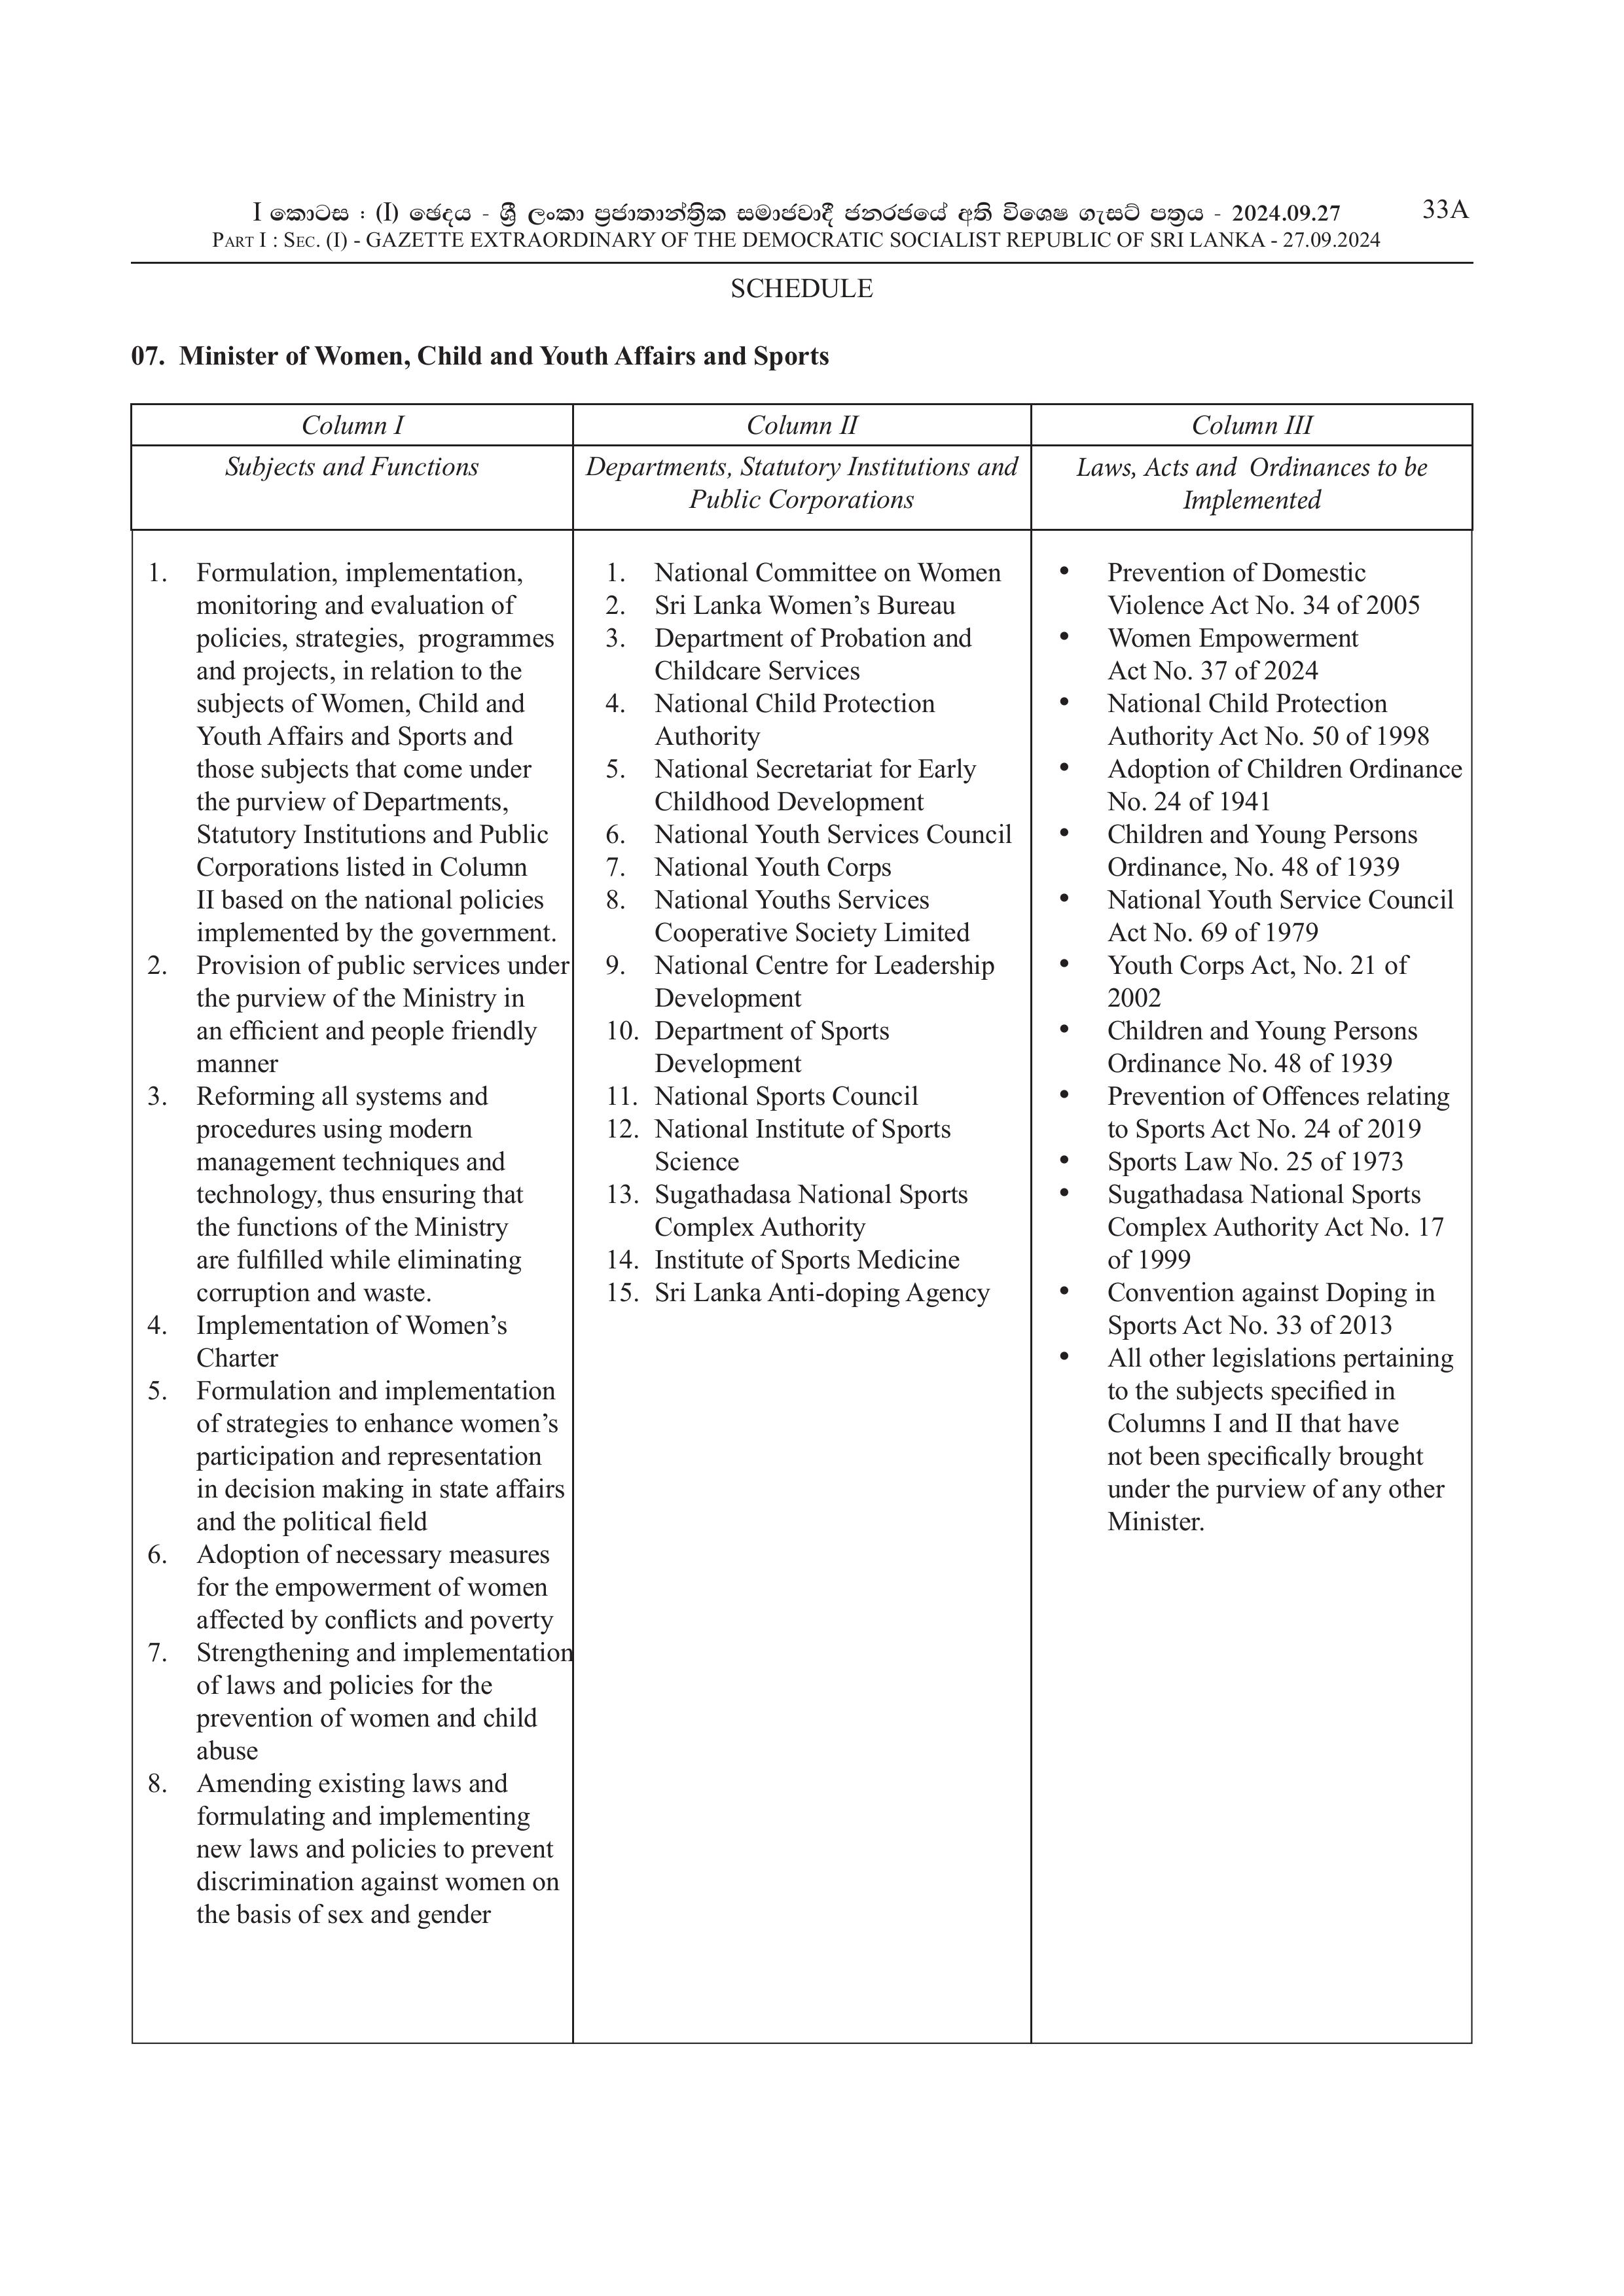 I කොටස : (I) ඡෙදය - ශ්‍රී ලංකා ප්‍රජාතාන්ත්‍රික සමාජවාදී ජනරජයේ අති විශෙෂ ගැසට් පත්‍රය - 2024.09.27
33A
PART I : SEC. (I) - GAZETTE EXTRAORDINARY OF THE DEMOCRATIC SOCIALIST REPUBLIC OF SRI LANKA - 27.09.2024
SCHEDULE
07. Minister of Women, Child and Youth Affairs and Sports
Column I
Subjects and Functions
1. Formulation, implementation,
monitoring and evaluation of
policies, strategies, programmes
and projects, in relation to the
subjects of Women, Child and
Youth Affairs and Sports and
those subjects that come under
the purview of Departments,
Statutory Institutions and Public
Corporations listed in Column
II based on the national policies
implemented by the government.
2. Provision of public services under
the purview of the Ministry in
an efficient and people friendly
manner
3. Reforming all systems and
procedures using modern
management techniques and
technology, thus ensuring that
the functions of the Ministry
are fulfilled while eliminating
corruption and waste.
4. Implementation of Women’s
Charter
5. Formulation and implementation
of strategies to enhance women’s
participation and representation
in decision making in state affairs
and the political field
6. Adoption of necessary measures
for the empowerment of women
affected by conflicts and poverty
7. Strengthening and implementation
of laws and policies for the
prevention of women and child
abuse
8. Amending existing laws and
formulating and implementing
new laws and policies to prevent
discrimination against women on
the basis of sex and gender
Column II
Departments, Statutory Institutions and
Public Corporations
1. National Committee on Women
2. Sri Lanka Women’s Bureau
3. Department of Probation and
Childcare Services
4. National Child Protection
Authority
5. National Secretariat for Early
Childhood Development
6. National Youth Services Council
7. National Youth Corps
8. National Youths Services
Cooperative Society Limited
9. National Centre for Leadership
Development
10. Department of Sports
Development
11. National Sports Council
12. National Institute of Sports
Science
13. Sugathadasa National Sports
Complex Authority
14. Institute of Sports Medicine
15. Sri Lanka Anti-doping Agency
Column III
Laws, Acts and Ordinances to be
Implemented
• Prevention of Domestic
Violence Act No. 34 of 2005
• Women Empowerment
Act No. 37 of 2024
• National Child Protection
Authority Act No. 50 of 1998
• Adoption of Children Ordinance
No. 24 of 1941
• Children and Young Persons
Ordinance, No. 48 of 1939
• National Youth Service Council
Act No. 69 of 1979
• Youth Corps Act, No. 21 of
2002
• Children and Young Persons
Ordinance No. 48 of 1939
• Prevention of Offences relating
to Sports Act No. 24 of 2019
• Sports Law No. 25 of 1973
• Sugathadasa National Sports
Complex Authority Act No. 17
of 1999
• Convention against Doping in
Sports Act No. 33 of 2013
• All other legislations pertaining
to the subjects specified in
Columns I and II that have
not been specifically brought
under the purview of any other
Minister.